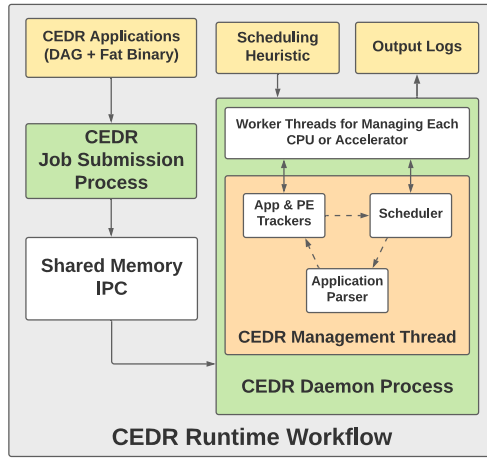 CEDR Applications
(DAG + Fat Binary)
Scheduling
Heuristic
Output Logs
CEDR
Job Submission
Process
Worker Threads for Managing Each
CPU or Accelerator
App & PE
Trackers
Scheduler
Shared Memory
IPC
Application
Parser
CEDR Management Thread
CEDR Daemon Process
CEDR Runtime Workflow